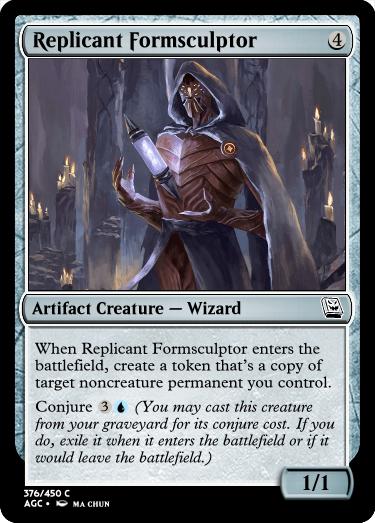 Replicant Formsculptor 4
Artifact Creature — Wizard
When Replicant Formsculptor enters the
battlefield, create a token that's a copy of
target noncreature permanent you control.
Conjure 3 (You may cast this creature
from your graveyard for its conjure cost. If you
do, exile it when it enters the battlefield or if it
would leave the battlefield.)
1/1
376/450 C
AGC • MA CHUN